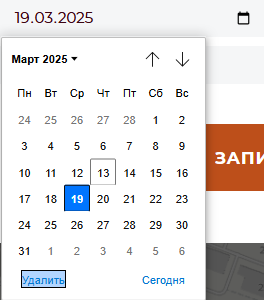 19.03.2025
Март 2025
Пн Вт Ср Чт Пт Сб Вс
24 25 26 27 28 1 2
3 4 5 6 7 8 9
10 11 12 13 14 15 16
17 18 19 20 21 22 23
24 25 26 27 28 29 30
31 1 2 3 4 5 6
Удалить Сегодня
ЗАПИ